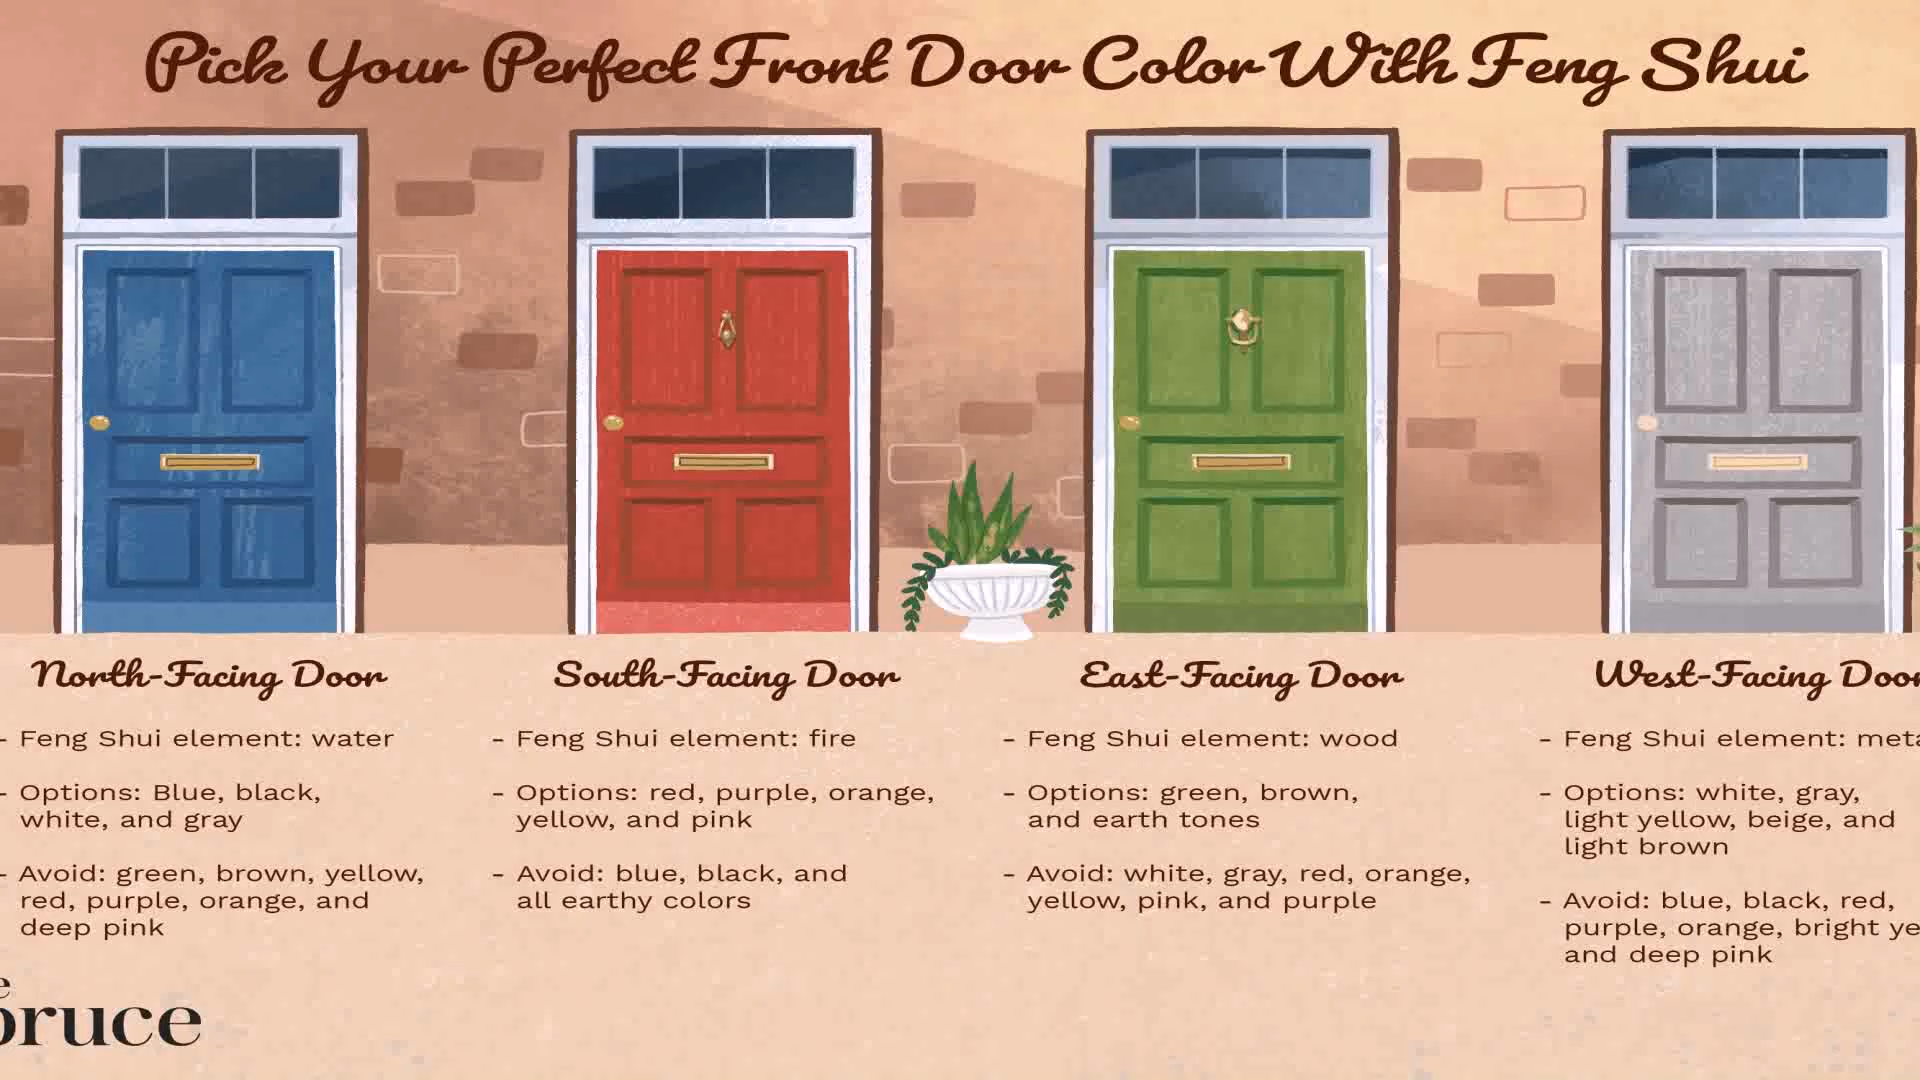 Pick Your Perfect Front Door Color With Feng Shui
North-Facing Door
- Feng Shui element: water
- Options: Blue, black,
white, and gray
- Avoid: green, brown, yellow,
red, purple, orange, and
deep pink
South-Facing Door
- Feng Shui element: fire
- Options: red, purple, orange,
yellow, and pink
- Avoid: blue, black, and
all earthy colors
East-Facing Door
- Feng Shui element: wood
- Options: green, brown,
and earth tones
- Avoid: white, gray, red, orange,
yellow, pink, and purple
West-Facing Door
- Feng Shui element:
- Options: white, gray,
light yellow, beige, and
light brown
- Avoid: blue, black, red,
purple, orange, bright
and deep pink